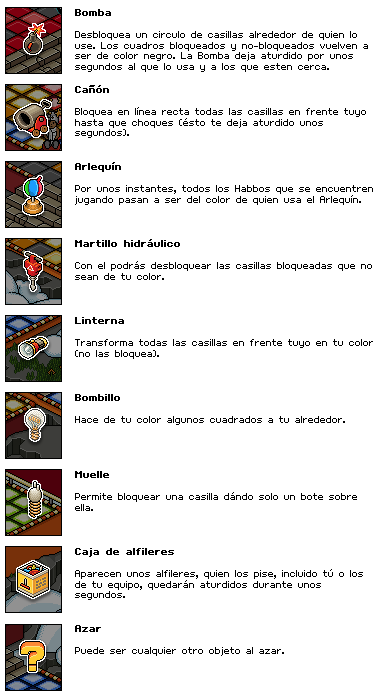 Bomba
Desbloquea un circulo de casillas alrededor de quien lo
use. Los cuadros bloqueados y no-bloqueados vuelven a
ser de color negro. La Bomba deja aturdido por unos
segundos al que lo usa y a los que esten cerca.
Cañón
Bloquea en línea recta todas las casillas en frente tuyo
hasta que choques (ésto te deja aturdido unos
segundos).
Arlequín
Por unos instantes, todos los Habbos que se encuentren
jugando pasan a ser del color de quien usa el Arlequín.
Martillo hidráulico
Con el podrás desbloquear las casillas bloqueadas que no
sean de tu color.
Linterna
Transforma todas las casillas en frente tuyo en tu color
(no las bloquea).
Bombillo
Hace de tu color algunos cuadrados a tu alrededor.
Muelle
Permite bloquear una casilla dándo solo un bote sobre
ella.
Caja de alfileres
Aparecen unos alfileres, quien los pise, incluido tú o los
de tu equipo, quedarán aturdidos durante unos
segundos.
Azar
Puede ser cualquier otro objeto al azar.